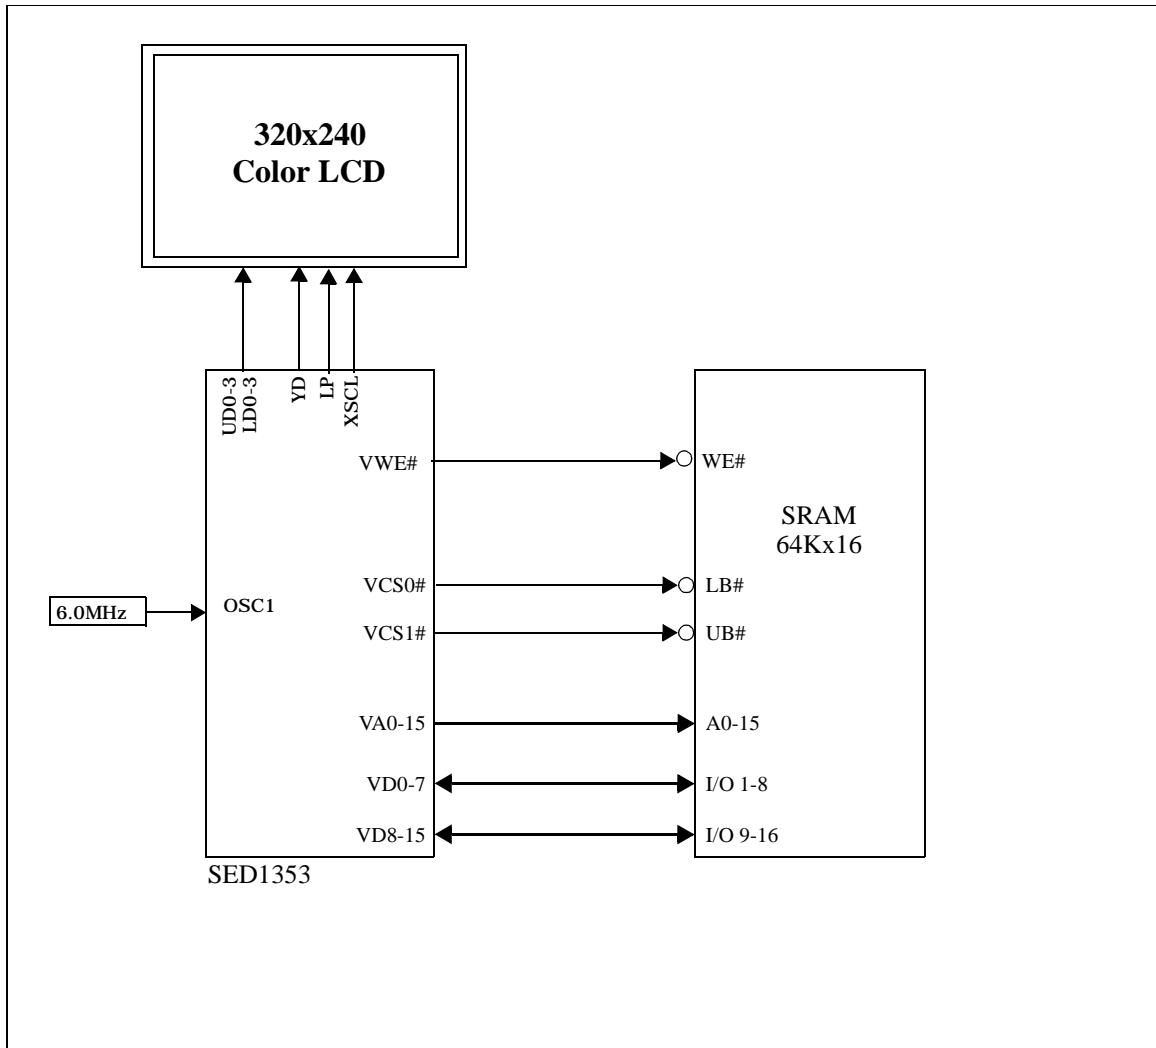 320x240
Color LCD
UD0-3
LD0-3
YD
LP
XSCL
VWE#
WE#
SRAM
64Kx16
VCS0#
LB#
6.0MHz
OSC1
VCS1#
UB#
VA0-15
A0-15
VD0-7
I/O 1-8
VD8-15
I/O 9-16
SED1353